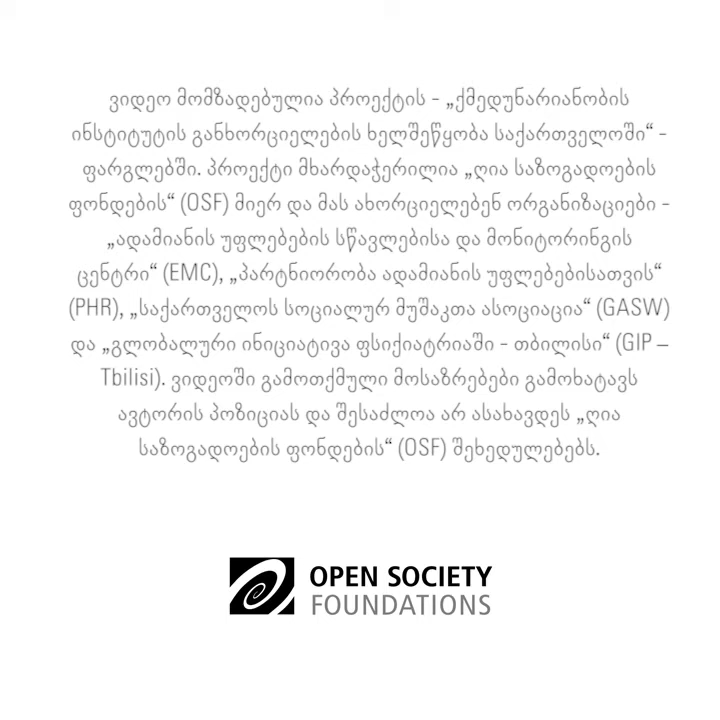 ვიდეო მომზადებულია პროექტის - „ქმედუნარიანობის
ინსტიტუტის განხორციელების ხელშეწყობა საქართველოში“ -
ფარგლებში. პროექტი მხარდაჭერილია „ღია საზოგადოების
ფონდების“ (OSF) მიერ და მას ახორციელებენ ორგანიზაციები -
„ადამიანის უფლებების სწავლებისა და მონიტორინგის
ცენტრი“ (EMC), „პარტნიორობა ადამიანის უფლებებისათვის“
(PHR), „საქართველოს სოციალურ მუშაკთა ასოციაცია“ (GASW)
და „გლობალური ინიციატივა ფსიქიატრიაში - თბილისი“ (GIP –
Tbilisi). ვიდეოში გამოთქმული მოსაზრებები გამოხატავს
ავტორის პოზიციას და შესაძლოა არ ასახავდეს „ღია
საზოგადოების ფონდების“ (OSF) შეხედულებებს.
OPEN SOCIETY
FOUNDATIONS